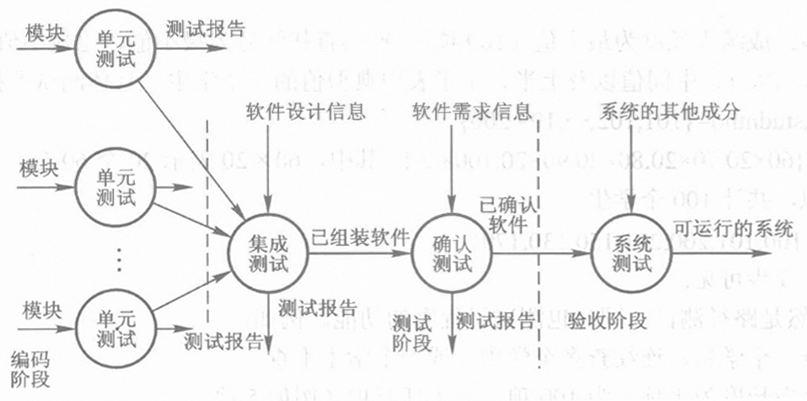 模块
单元
测试
测试报告
软件设计信息
软件需求信息
系统的其他成分
模块
单元
测试
集成
测试
已组装软件
确认
测试
已确认
软件
系统
测试
可运行的系统
模块
单元
测试
测试报告
测试报告
测试
阶段
测试报告
验收阶段
编码
阶段